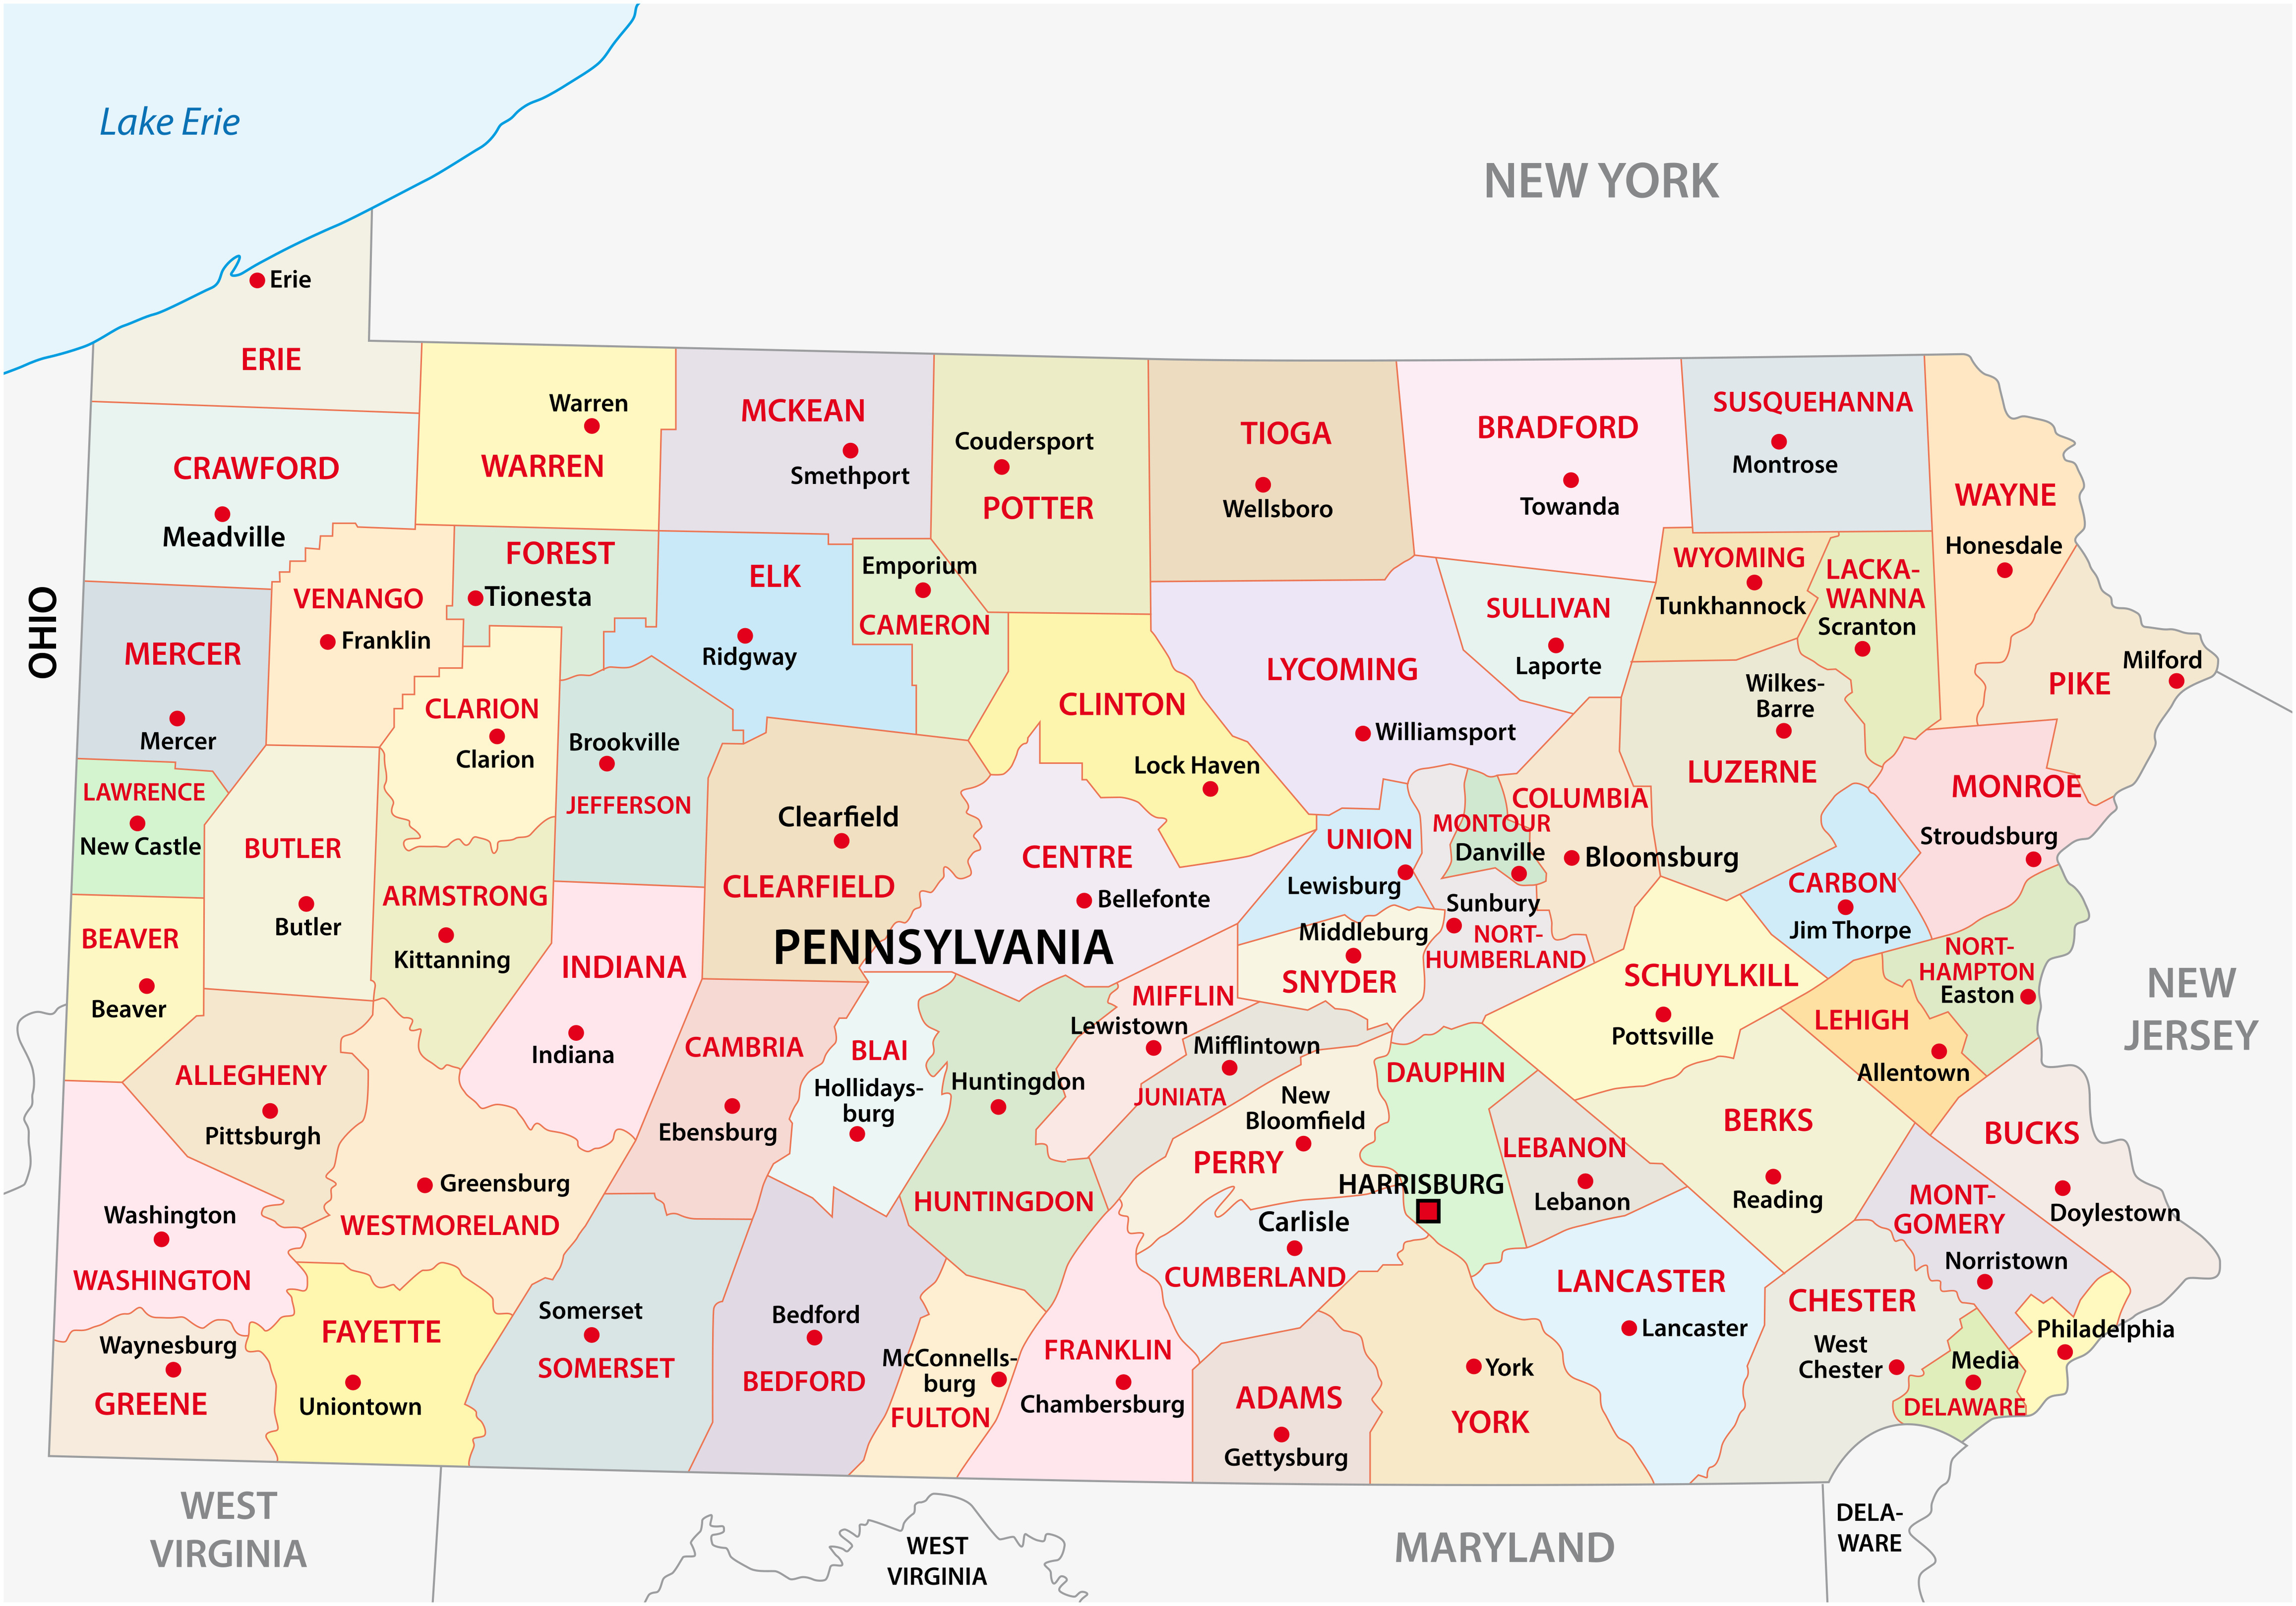 Lake Erie
NEW YORK
Erie
ERIE
Warren
WARREN
MCKEAN
Smethport
Coudersport
POTTER
TIOGA
Wellsboro
BRADFORD
Towanda
SUSQUEHANNA
Montrose
WAYNE
Honesdale
CRAWFORD
Meadville
OHIO
VENANGO
Franklin
FOREST
Tionesta
ELK
Ridgway
Emporium
CAMERON
SULLIVAN
Laporte
WYOMING
Tunkhannock
LACKA-
WANNA
Scranton
MERCER
Mercer
CLARION
Clarion
Brookville
JEFFERSON
CLINTON
Lock Haven
LYCOMING
Williamsport
Wilkes-
Barre
LUZERNE
PIKE
Milford
LAWRENCE
New Castle
BUTLER
Butler
ARMSTRONG
Kittanning
Clearfield
CLEARFIELD
CENTRE
Bellefonte
UNION
Lewisburg
MONTOUR
Danville
COLUMBIA
Bloomsburg
MONROE
Stroudsburg
CARBON
Jim Thorpe
BEAVER
Beaver
INDIANA
Indiana
PENNSYLVANIA
Middleburg
SNYDER
Sunbury
NORT-
HUMBERLAND
SCHUYLKILL
Pottsville
NORT-
HAMPTON
Easton
LEHIGH
Allentown
NEW
JERSEY
ALLEGHENY
Pittsburgh
CAMBRIA
Ebensburg
BLAI
Hollidays-
burg
Huntingdon
HUNTINGDON
MIFFLIN
Lewistown
Mifflintown
JUNIATA
New
Bloomfield
PERRY
DAUPHIN
HARRISBURG
LEBANON
Lebanon
BERKS
Reading
BUCKS
Doylestown
Greensburg
WESTMORELAND
Washington
WASHINGTON
Carlisle
CUMBERLAND
LANCASTER
Lancaster
MONT-
GOMERY
Norristown
CHESTER
West
Chester
Philadelphia
Media
DELAWARE
Waynesburg
GREENE
FAYETTE
Uniontown
Somerset
SOMERSET
Bedford
BEDFORD
McConnells-
burg
FULTON
FRANKLIN
Chambersburg
ADAMS
Gettysburg
York
YORK
WEST
VIRGINIA
WEST
VIRGINIA
MARYLAND
DELA-
WARE